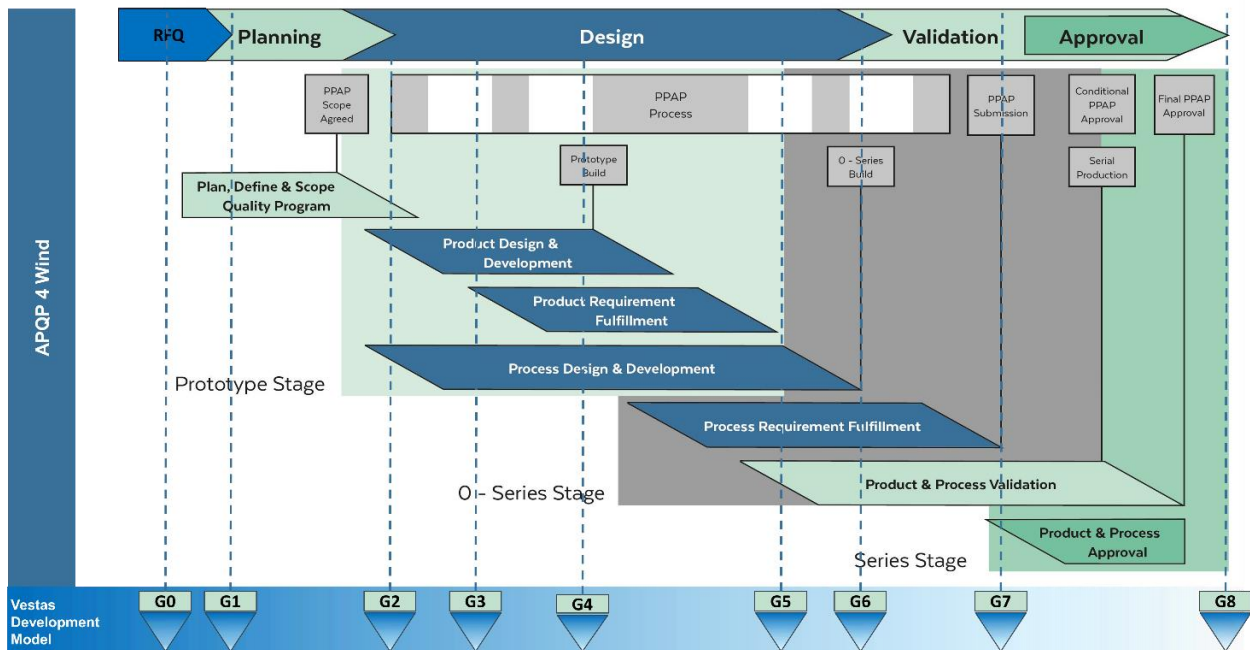 RFQ
Planning
Design
Validation
Approval
PPAP
Scope
Agreed
PPAP
Process
PPAP
Submission
Conditional
PPAP
Approval
Final PPAP
Approval
Prototype
Build
0 - Series
Build
Serial
Production
Plan, Define & Scope
Quality Program
Product Design &
Development
Product Requirement
Fulfillment
Process Design & Development
Prototype Stage
Process Requirement Fulfillment
0 - Series Stage
Product & Process Validation
Product & Process
Approval
Series Stage
APQP 4 Wind
Vestas
Development
Model
G0
G1
G2
G3
G4
G5
G6
G7
G8